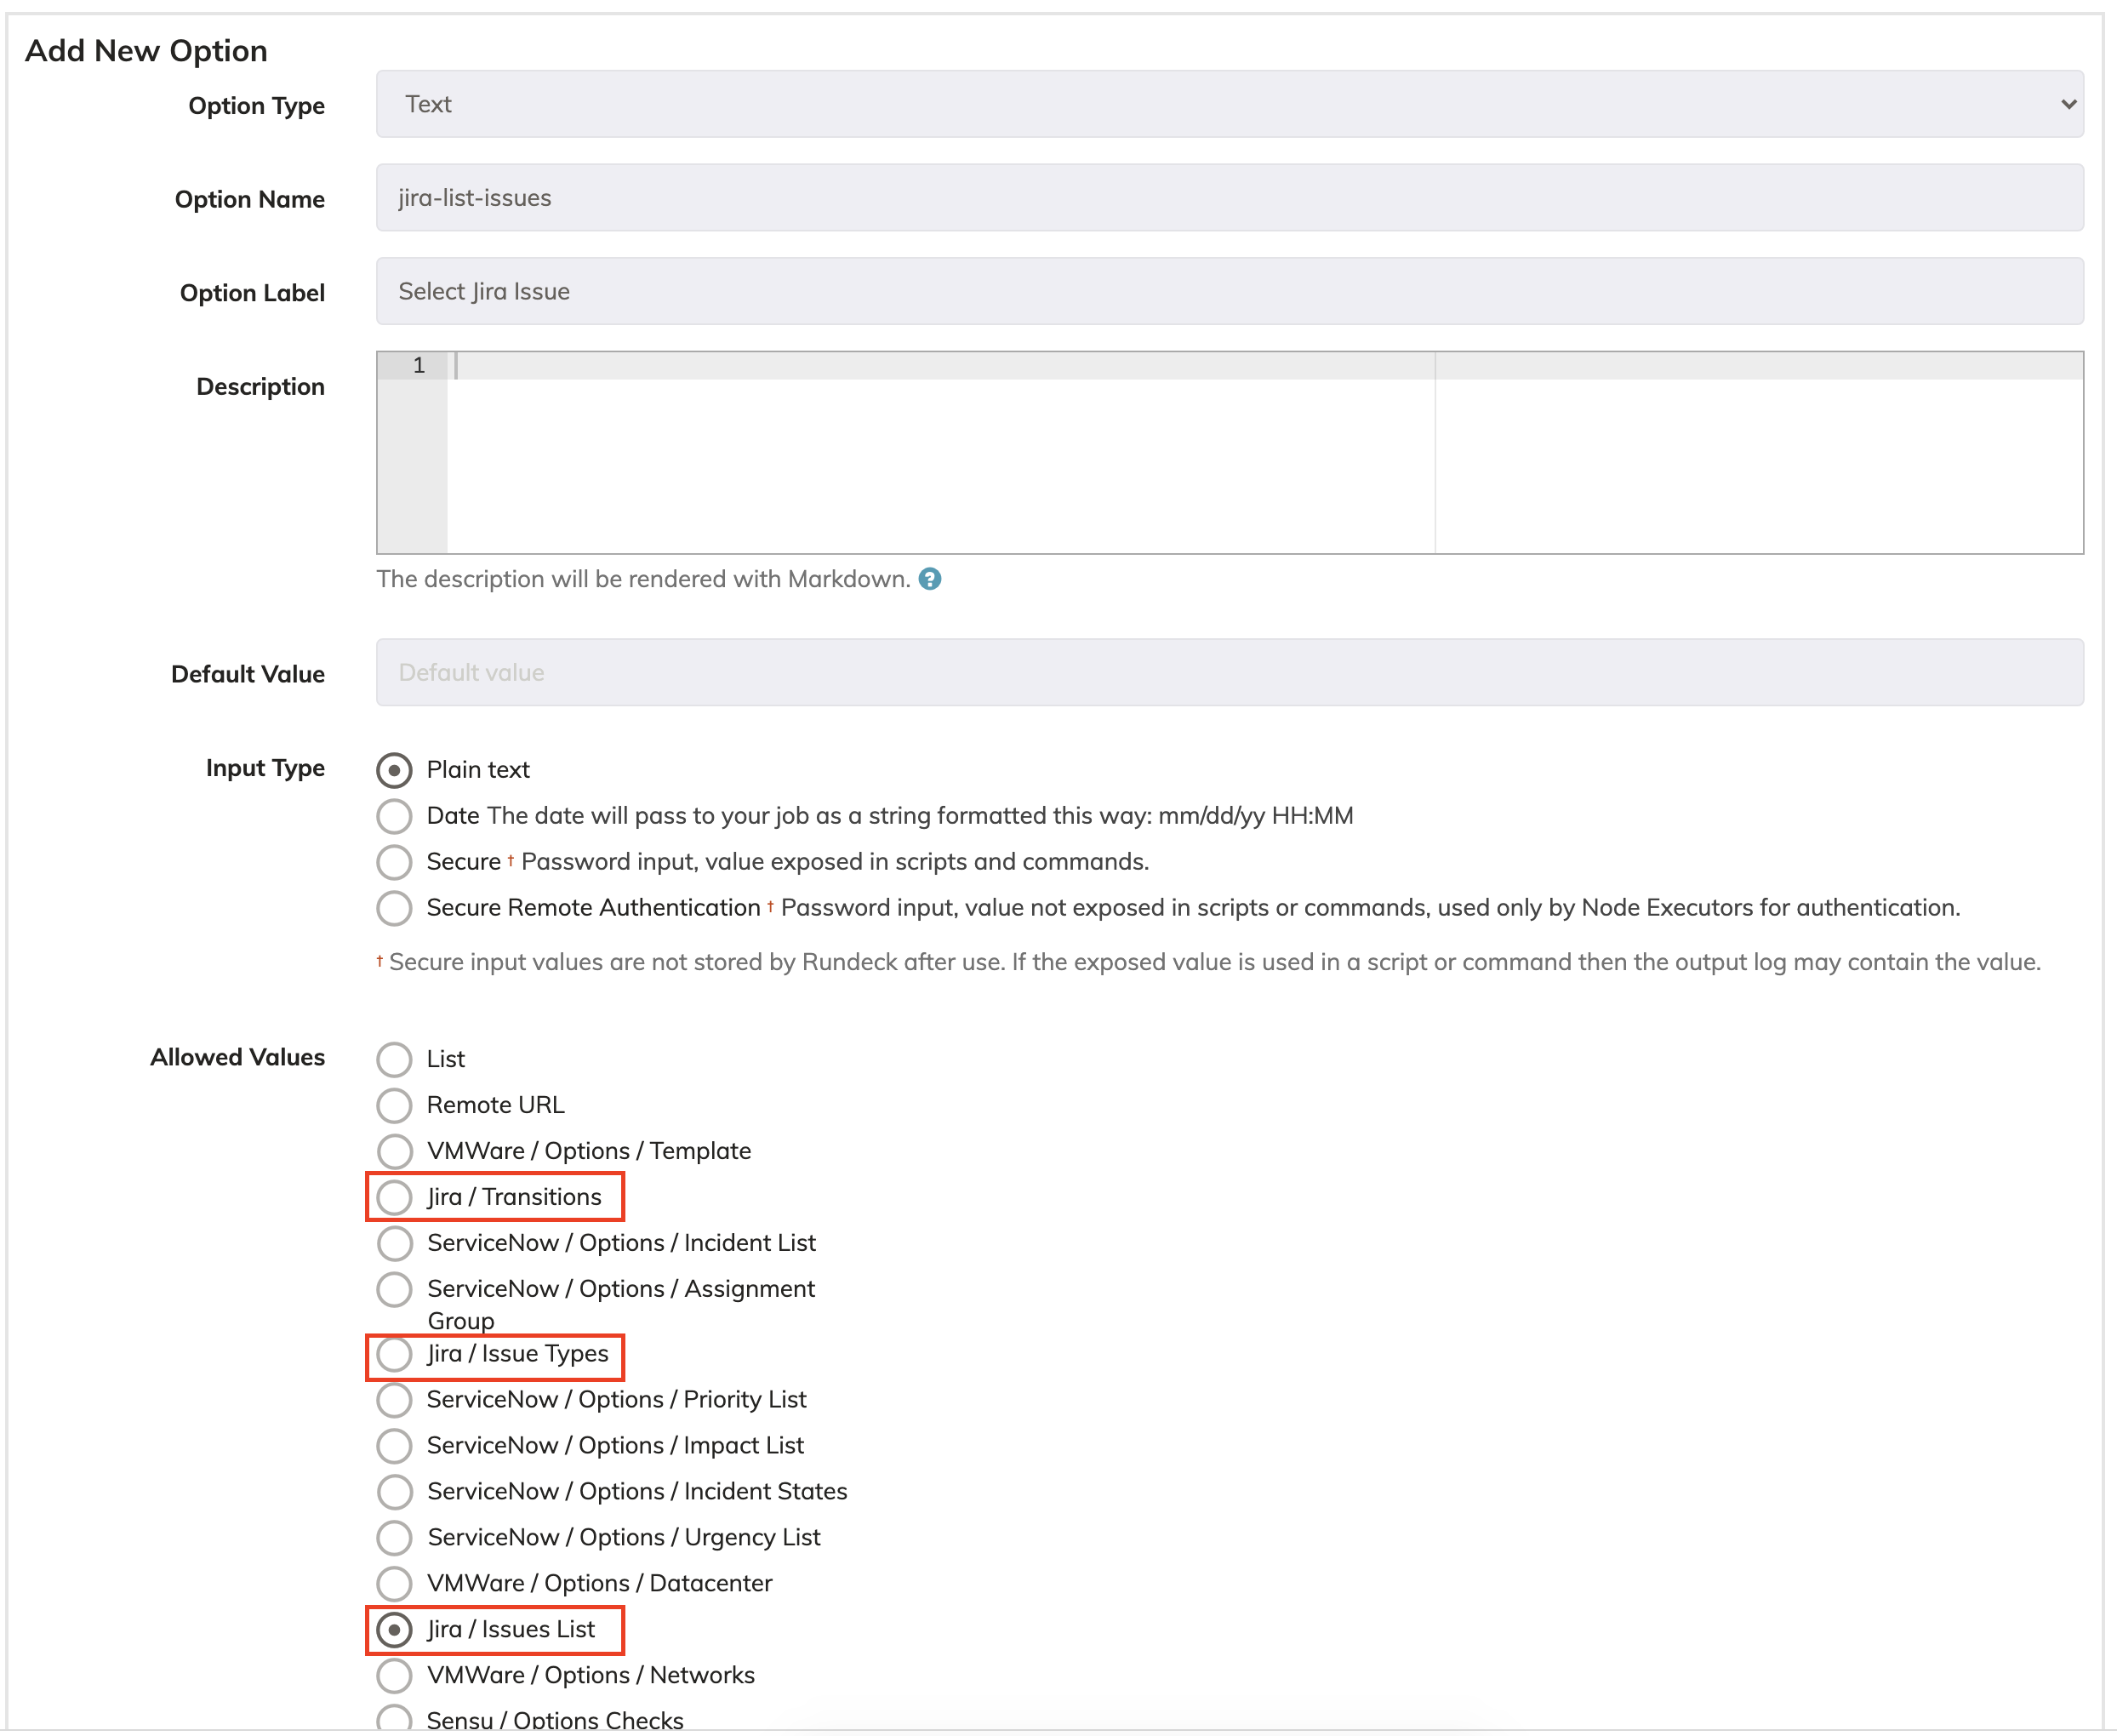 Add New Option
Option Type
Text
Option Name
jira-list-issues
Option Label
Select Jira Issue
Description
1
The description will be rendered with Markdown. ?
Default Value
Default value
Input Type
Plain text
Date The date will pass to your job as a string formatted this way: mm/dd/yy HH:MM
Secure † Password input, value exposed in scripts and commands.
Secure Remote Authentication † Password input, value not exposed in scripts or commands, used only by Node Executors for authentication.
† Secure input values are not stored by Rundeck after use. If the exposed value is used in a script or command then the output log may contain the value.
Allowed Values
List
Remote URL
VMWare / Options / Template
Jira / Transitions
ServiceNow / Options / Incident List
ServiceNow / Options / Assignment
Group
Jira / Issue Types
ServiceNow / Options / Priority List
ServiceNow / Options / Impact List
ServiceNow / Options / Incident States
ServiceNow / Options / Urgency List
VMWare / Options / Datacenter
Jira / Issues List
VMWare / Options / Networks
Sensu / Options Checks